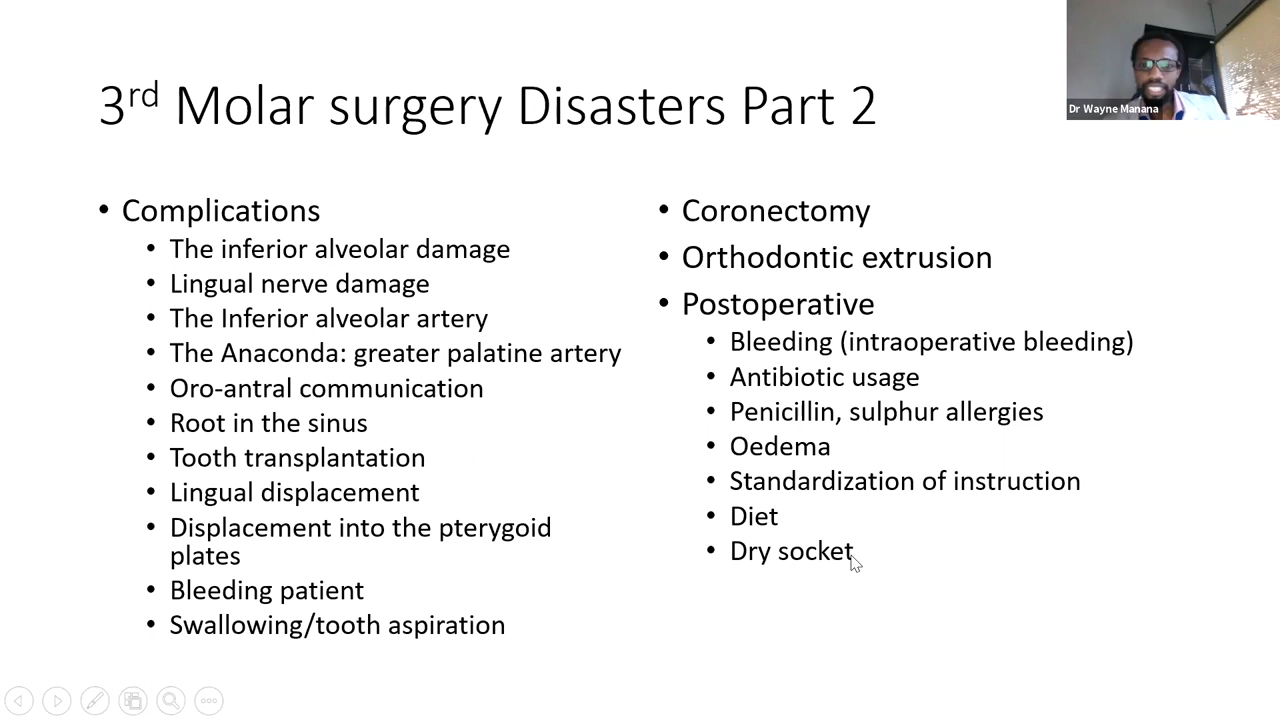 3rd Molar surgery Disasters Part 2
Dr Wayne Manana
• Complications
• The inferior alveolar damage
• Lingual nerve damage
• The Inferior alveolar artery
• The Anaconda: greater palatine artery
• Oro-antral communication
• Root in the sinus
• Tooth transplantation
• Lingual displacement
• Displacement into the pterygoid
plates
• Bleeding patient
• Swallowing/tooth aspiration
• Coronectomy
• Orthodontic extrusion
• Postoperative
• Bleeding (intraoperative bleeding)
• Antibiotic usage
• Penicillin, sulphur allergies
• Oedema
• Standardization of instruction
• Diet
• Dry socket